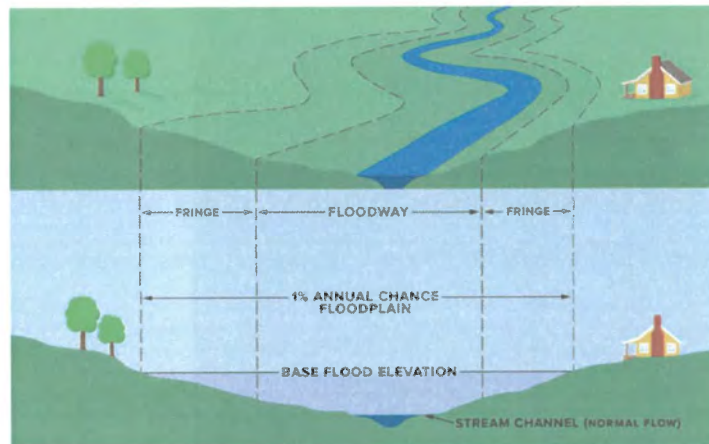 FRINGE
FLOODWAY
FRINGE
1% ANNUAL CHANCE
FLOODPLAIN
BASE FLOOD ELEVATION
STREAM CHANNEL (NORMAL FLOW)